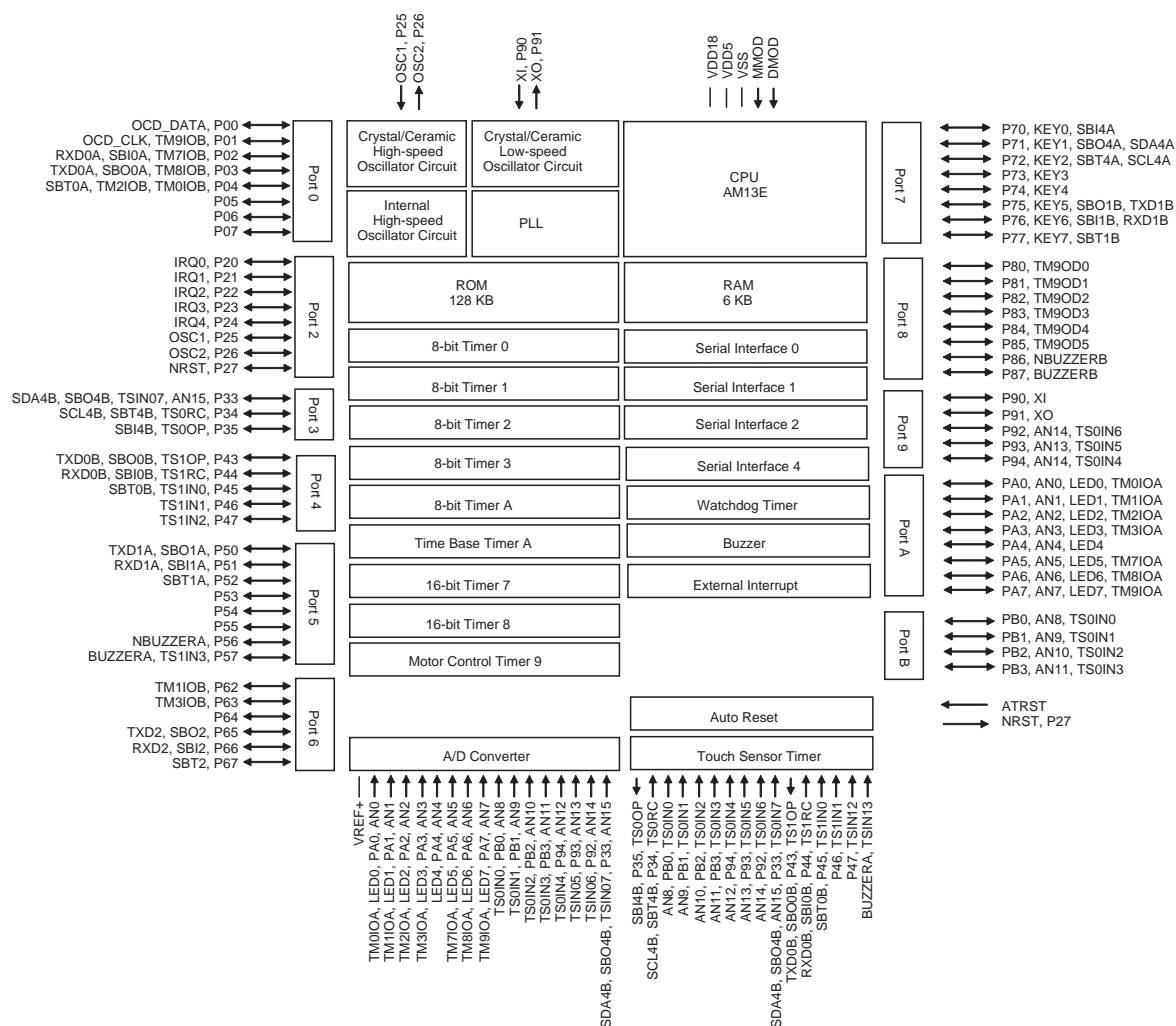 OSC1, P25
OSC2, P26
XI, P90
XO, P91
VDD18
VDD5
VSS
MMOD
DMOD
OCD_DATA, P00
OCD_CLK, TM9IOB, P01
RXD0A, SBI0A, TM7IOB, P02
TXD0A, SBO0A, TM8IOB, P03
SBT0A, TM2IOB, TM0IOB, P04
P05
P06
P07
Port 0
IRQ0, P20
IRQ1, P21
IRQ2, P22
IRQ3, P23
IRQ4, P24
OSC1, P25
OSC2, P26
NRST, P27
Port 2
SDA4B, SBO4B, TSIN07, AN15, P33
SCL4B, SBT4B, TS0RC, P34
SBI4B, TS0OP, P35
Port 3
TXD0B, SBO0B, TS1OP, P43
RXD0B, SBI0B, TS1RC, P44
SBT0B, TS1IN0, P45
TS1IN1, P46
TS1IN2, P47
Port 4
TXD1A, SBO1A, P50
RXD1A, SBI1A, P51
SBT1A, P52
P53
P54
P55
NBUZZERA, P56
BUZZERA, TS1IN3, P57
Port 5
TM1IOB, P62
TM3IOB, P63
P64
TXD2, SBO2, P65
RXD2, SBI2, P66
SBT2, P67
Port 6
Crystal/Ceramic
High-speed
Oscillator Circuit
Crystal/Ceramic
Low-speed
Oscillator Circuit
CPU
AM13E
Internal
High-speed
Oscillator Circuit
PLL
ROM
128 KB
RAM
6 KB
8-bit Timer 0
Serial Interface 0
8-bit Timer 1
Serial Interface 1
8-bit Timer 2
Serial Interface 2
8-bit Timer 3
Serial Interface 4
8-bit Timer A
Watchdog Timer
Time Base Timer A
Buzzer
16-bit Timer 7
External Interrupt
16-bit Timer 8
Motor Control Timer 9
Auto Reset
A/D Converter
Touch Sensor Timer
Port 7
P70, KEY0, SBI4A
P71, KEY1, SBO4A, SDA4A
P72, KEY2, SBT4A, SCL4A
P73, KEY3
P74, KEY4
P75, KEY5, SBO1B, TXD1B
P76, KEY6, SBI1B, RXD1B
P77, KEY7, SBT1B
Port 8
P80, TM9OD0
P81, TM9OD1
P82, TM9OD2
P83, TM9OD3
P84, TM9OD4
P85, TM9OD5
P86, NBUZZERB
P87, BUZZERB
Port 9
P90, XI
P91, XO
P92, AN14, TS0IN6
P93, AN13, TS0IN5
P94, AN14, TS0IN4
Port A
PA0, AN0, LED0, TM0IOA
PA1, AN1, LED1, TM1IOA
PA2, AN2, LED2, TM2IOA
PA3, AN3, LED3, TM3IOA
PA4, AN4, LED4
PA5, AN5, LED5, TM7IOA
PA6, AN6, LED6, TM8IOA
PA7, AN7, LED7, TM9IOA
Port B
PB0, AN8, TS0IN0
PB1, AN9, TS0IN1
PB2, AN10, TS0IN2
PB3, AN11, TS0IN3
ATRST
NRST, P27
VREF+
TM0IOA, LED0, PA0, AN0
TM1IOA, LED1, PA1, AN1
TM2IOA, LED2, PA2, AN2
TM3IOA, LED3, PA3, AN3
LED4, PA4, AN4
TM7IOA, LED5, PA5, AN5
TM8IOA, LED6, PA6, AN6
TM9IOA, LED7, PA7, AN7
TS0IN0, PB0, AN8
TS0IN1, PB1, AN9
TS0IN2, PB2, AN10
TS0IN3, PB3, AN11
TS0IN4, P94, AN12
TSIN05, P93, AN13
TSIN06, P92, AN14
SDA4B, SBO4B, TSIN07, P33, AN15
SBI4B, P35, TS0OP
SCL4B, SBT4B, P34, TS0RC
AN8, PB0, TS0IN0
AN9, PB1, TS0IN1
AN10, PB2, TS0IN2
AN11, PB3, TS0IN3
AN12, P94, TS0IN4
AN13, P93, TS0IN5
AN14, P92, TS0IN6
SDA4B, SBO4B, AN15, P33, TS0IN7
TXD0B, SBO0B, P43, TS1OP
RXD0B, SBI0B, P44, TS1RC
SBT0B, P45, TS1IN0
P46, TS1IN1
P47, TSIN12
BUZZERA, TSIN13